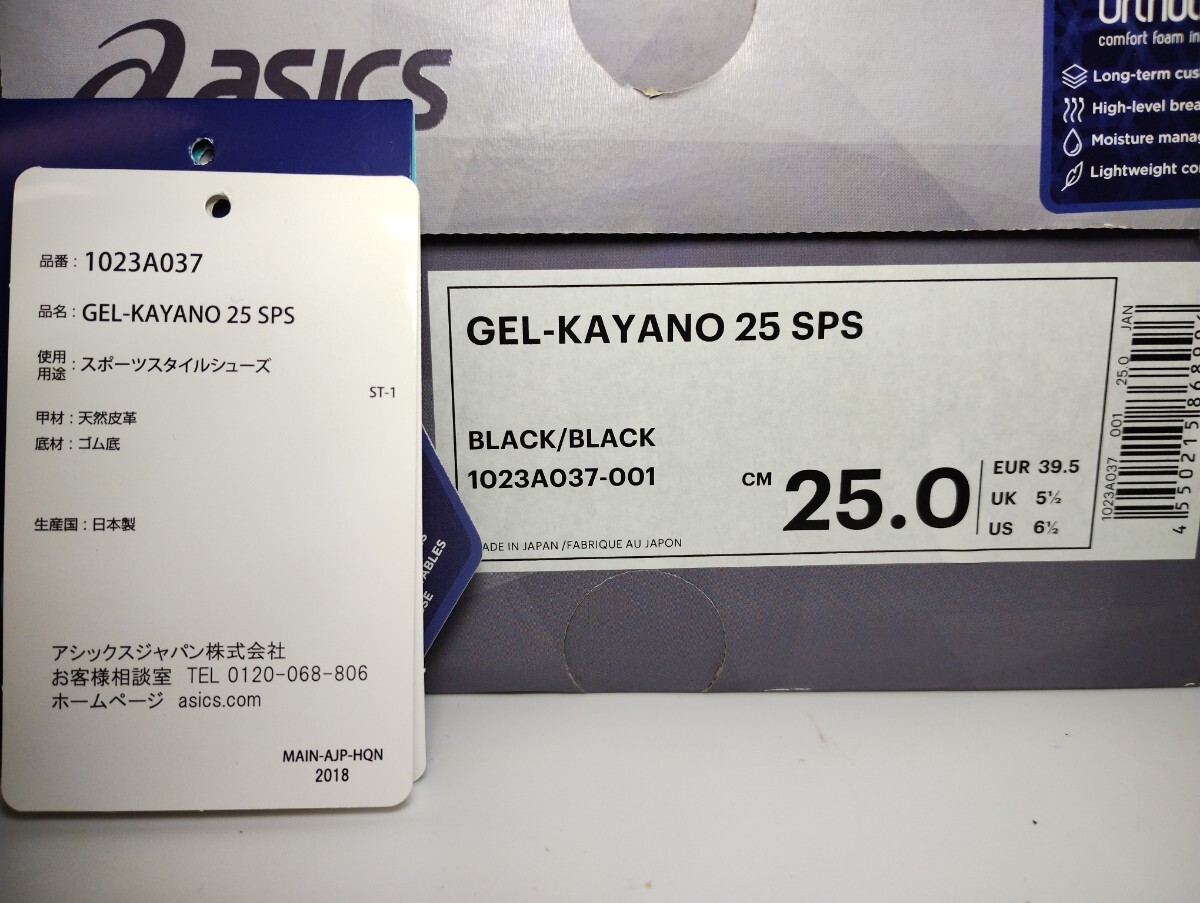 asics
comfort foam
Long-term
High-level
Moisture
Lightweight
品番：1023A037
品名：GEL-KAYANO 25 SPS
使用用途：スポーツスタイルシューズ
ST-1
甲材：天然皮革
底材：ゴム底
生産国：日本製
アシックスジャパン株式会社
お客様相談室 TEL 0120-068-806
ホームページ asics.com
MAIN-AJP-HQN
2018
GEL-KAYANO 25 SPS
BLACK/BLACK
1023A037-001
CM 25.0
EUR 39.5
UK 5½
US 6½
IN JAPAN /FABRIQUE AU JAPON
1023A037 001 25.0 JAN